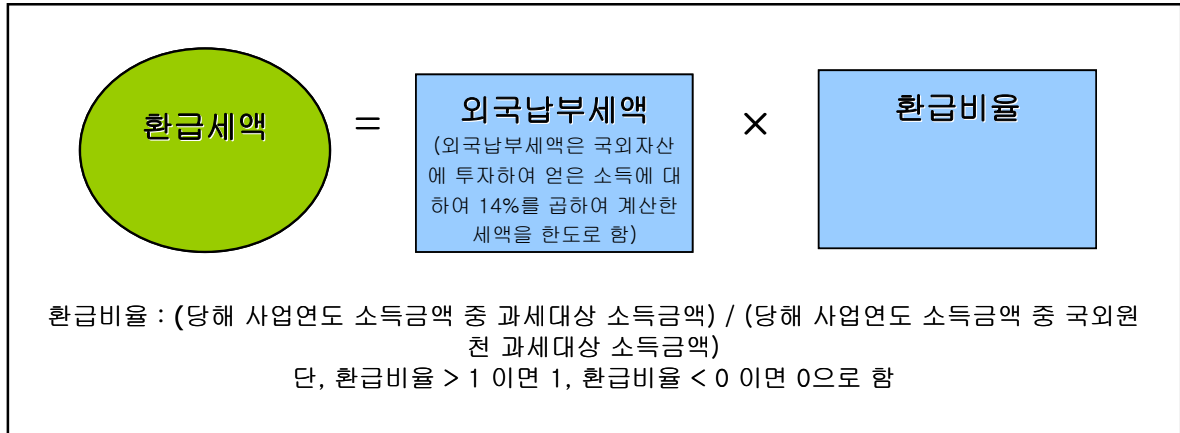 환급세액 = 외국납부세액 × 환급비율
(외국납부세액은 국외자산
에 투자하여 얻은 소득에 대
하여 14%를 곱하여 계산한
세액을 한도로 함)
환급비율 : (당해 사업연도 소득금액 중 과세대상 소득금액) / (당해 사업연도 소득금액 중 국외원
천 과세대상 소득금액)
단, 환급비율 > 1 이면 1, 환급비율 < 0 이면 0으로 함